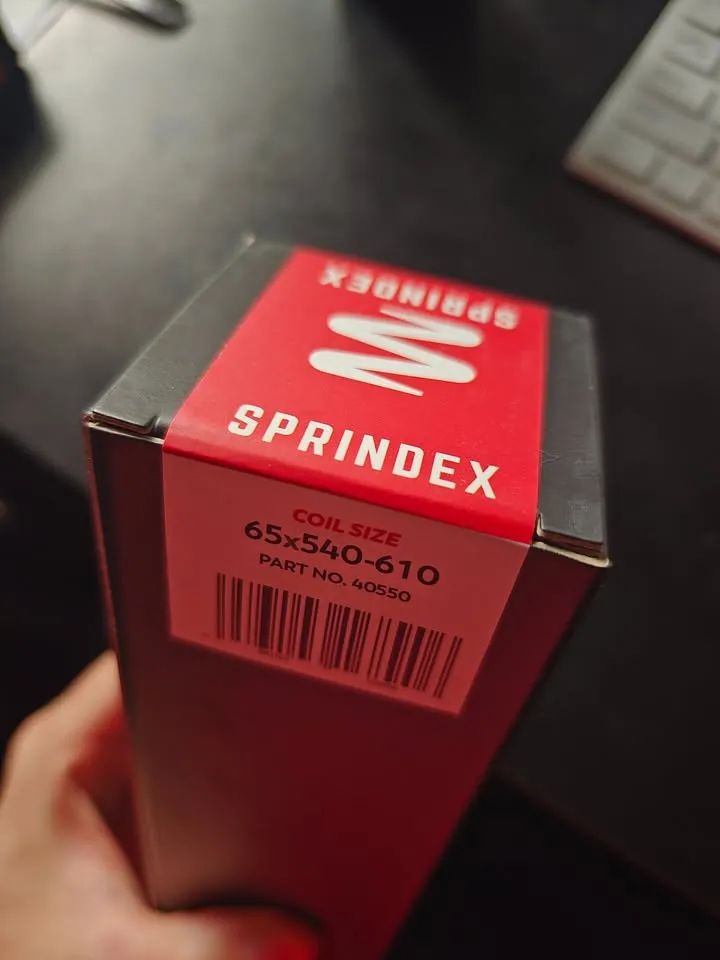 SPRINDEX
SPRINDEX
COIL SIZE
65x540-610
PART NO. 40550